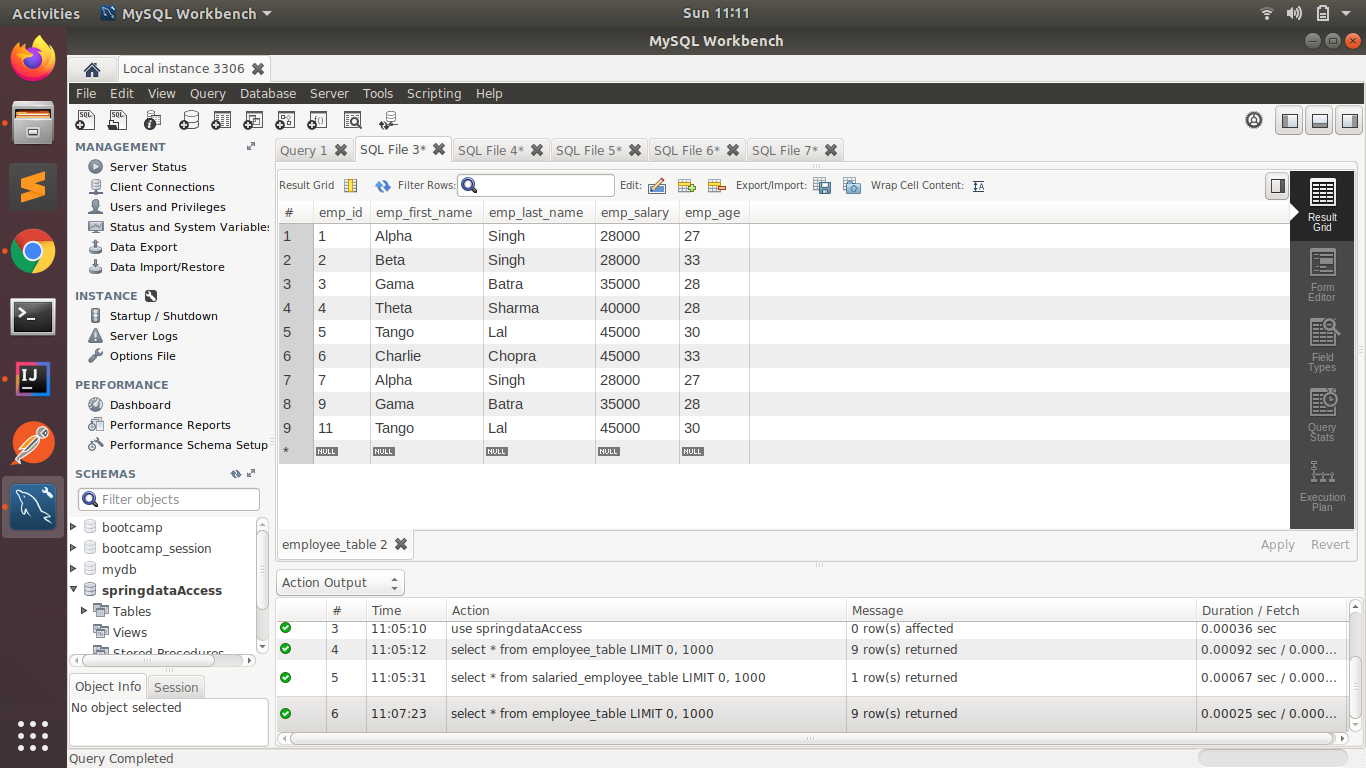 Activities MySQL Workbench Sun 11:11
MySQL Workbench
Local instance 3306
File Edit View Query Database Server Tools Scripting Help
MANAGEMENT
Server Status
Client Connections
Users and Privileges
Status and System Variables
Data Export
Data Import/Restore
INSTANCE
Startup / Shutdown
Server Logs
Options File
PERFORMANCE
Dashboard
Performance Reports
Performance Schema Setup
SCHEMAS
Filter objects
bootcamp
bootcamp_session
mydb
springdataAccess
Tables
Views
Stored Procedures
Object Info Session
No object selected
Query 1 SQL File 3* SQL File 4* SQL File 5* SQL File 6* SQL File 7*
Result Grid Filter Rows: Edit: Export/Import: Wrap Cell Content:
# emp_id emp_first_name emp_last_name emp_salary emp_age
1 1 Alpha Singh 28000 27
2 2 Beta Singh 28000 33
3 3 Gama Batra 35000 28
4 4 Theta Sharma 40000 28
5 5 Tango Lal 45000 30
6 6 Charlie Chopra 45000 33
7 7 Alpha Singh 28000 27
8 9 Gama Batra 35000 28
9 11 Tango Lal 45000 30
* NULL NULL NULL NULL NULL
Result
Grid
Form
Editor
Field
Types
Query
Stats
Execution
Plan
employee_table 2 Apply Revert
Action Output
# Time Action Message Duration / Fetch
3 11:05:10 use springdataAccess 0 row(s) affected 0.00036 sec
4 11:05:12 select * from employee_table LIMIT 0, 1000 9 row(s) returned 0.00092 sec / 0.000...
5 11:05:31 select * from salaried_employee_table LIMIT 0, 1000 1 row(s) returned 0.00067 sec / 0.000...
6 11:07:23 select * from employee_table LIMIT 0, 1000 9 row(s) returned 0.00025 sec / 0.000...
Query Completed